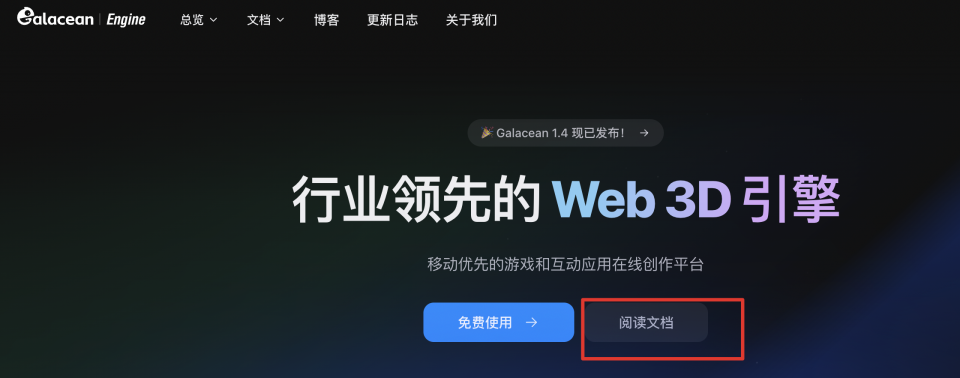 Galacean | Engine 总览 文档 博客 更新日志 关于我们
🎉 Galacean 1.4 现已发布! →
行业领先的 Web 3D 引擎
移动优先的游戏和互动应用在线创作平台
免费使用 → 阅读文档